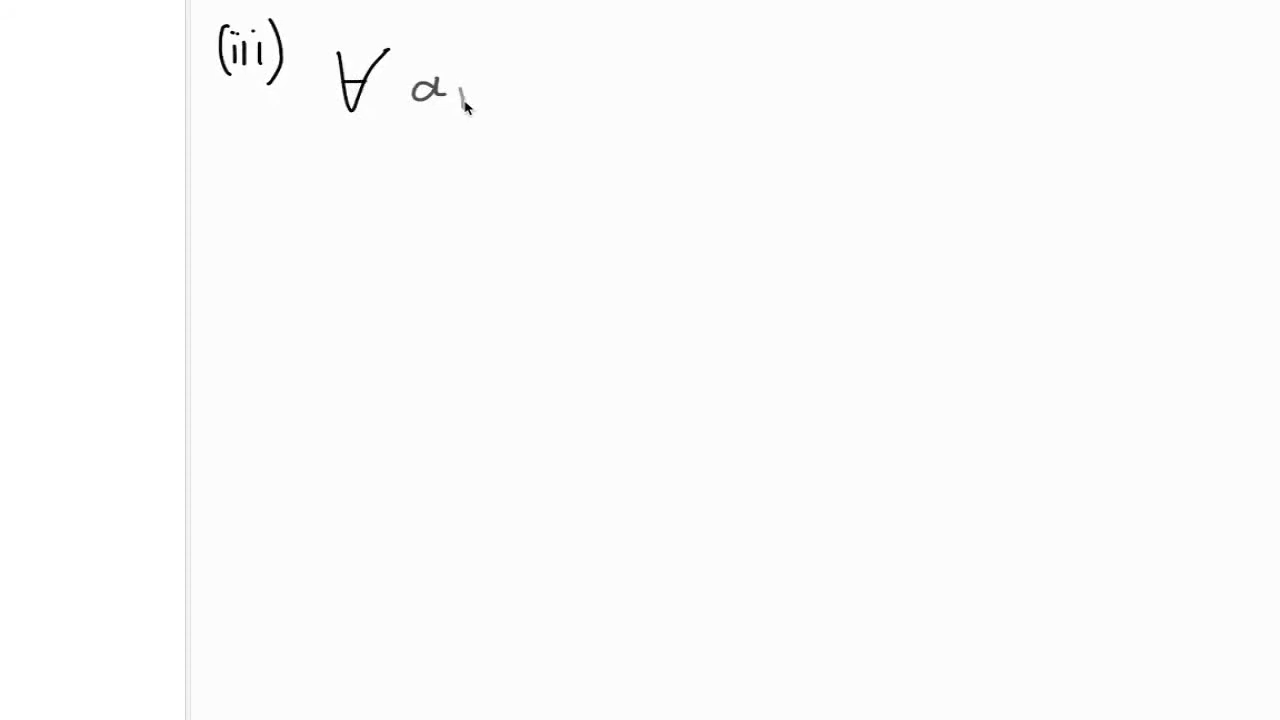 (iii) ∀ a,